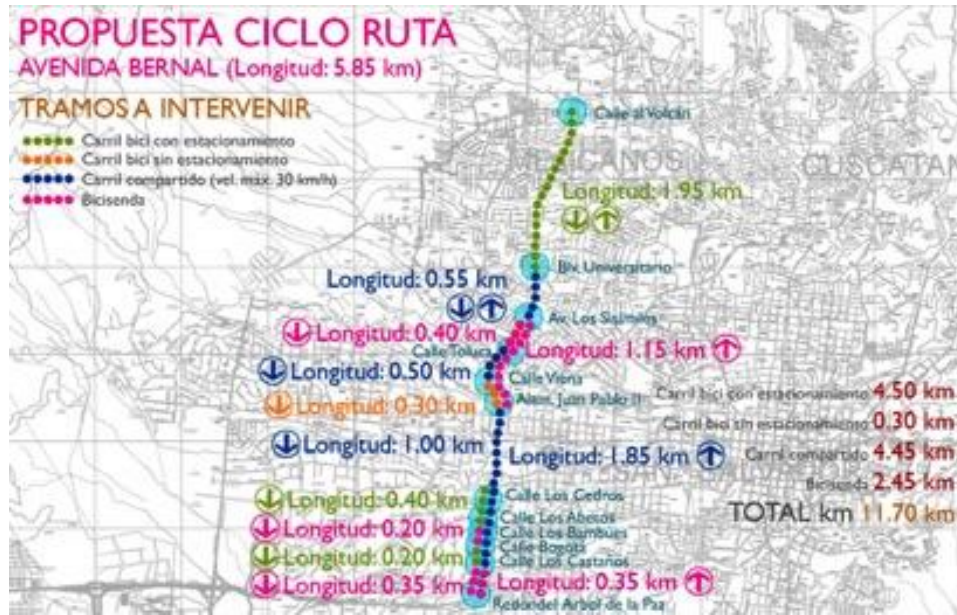 PROPUESTA CICLO RUTA
AVENIDA BERNAL (Longitud: 5.85 km)
TRAMOS A INTERVENIR
Carril bici con estacionamiento
Carril bici sin estacionamiento
Carril compartido (vel. máx. 30 km/h)
Bicisenda
Calle al Volcán
CUSCATAN
Longitud: 1.95 km
Blv. Universitario
Longitud: 0.55 km
Av. Los Sisimiles
Longitud: 0.40 km
Calle Toluca
Longitud: 1.15 km
Longitud: 0.50 km
Calle Viena
Longitud: 0.30 km
Alam. Juan Pablo II
Carril bici con estacionamiento 4.50 km
Carril bici sin estacionamiento 0.30 km
Longitud: 1.00 km
Longitud: 1.85 km
Carril compartido 4.45 km
Bicisenda 2.45 km
TOTAL km 11.70 km
Longitud: 0.40 km
Calle Los Cedros
Calle Los Abetos
Longitud: 0.20 km
Calle Los Bambues
Calle Bogotá
Longitud: 0.20 km
Calle Los Castaños
Longitud: 0.35 km
Longitud: 0.35 km
Redondel Arbol de la Paz